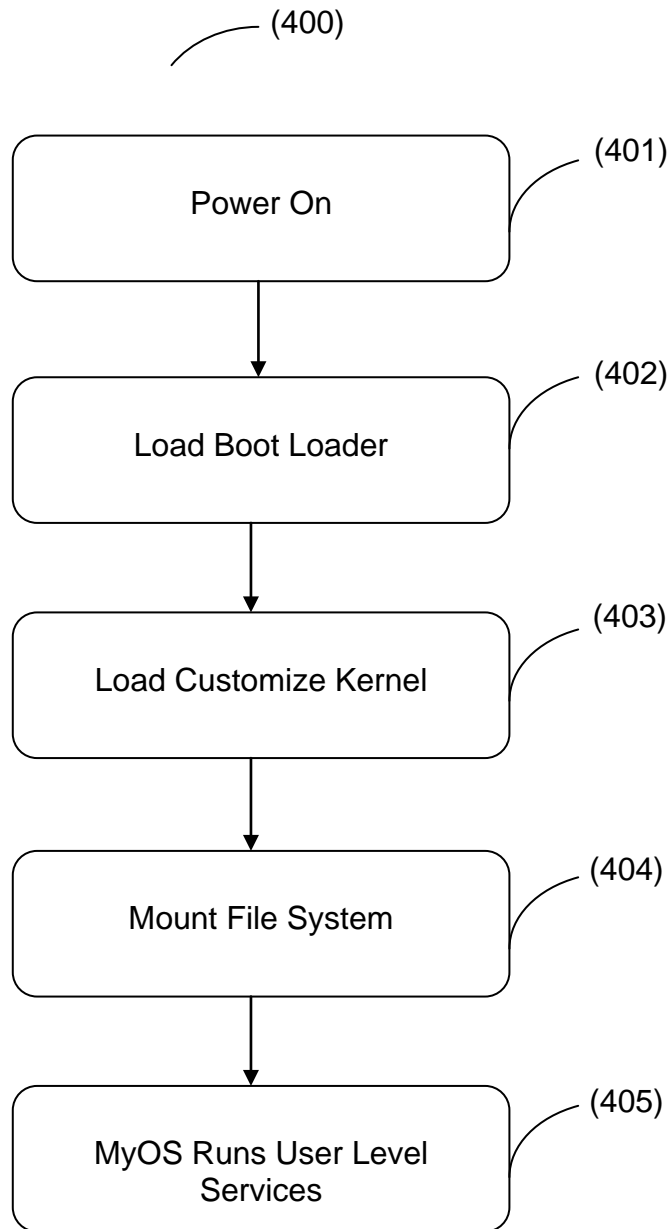 (400)
(401)
Power On
(402)
Load Boot Loader
(403)
Load Customize Kernel
(404)
Mount File System
(405)
MyOS Runs User Level
Services